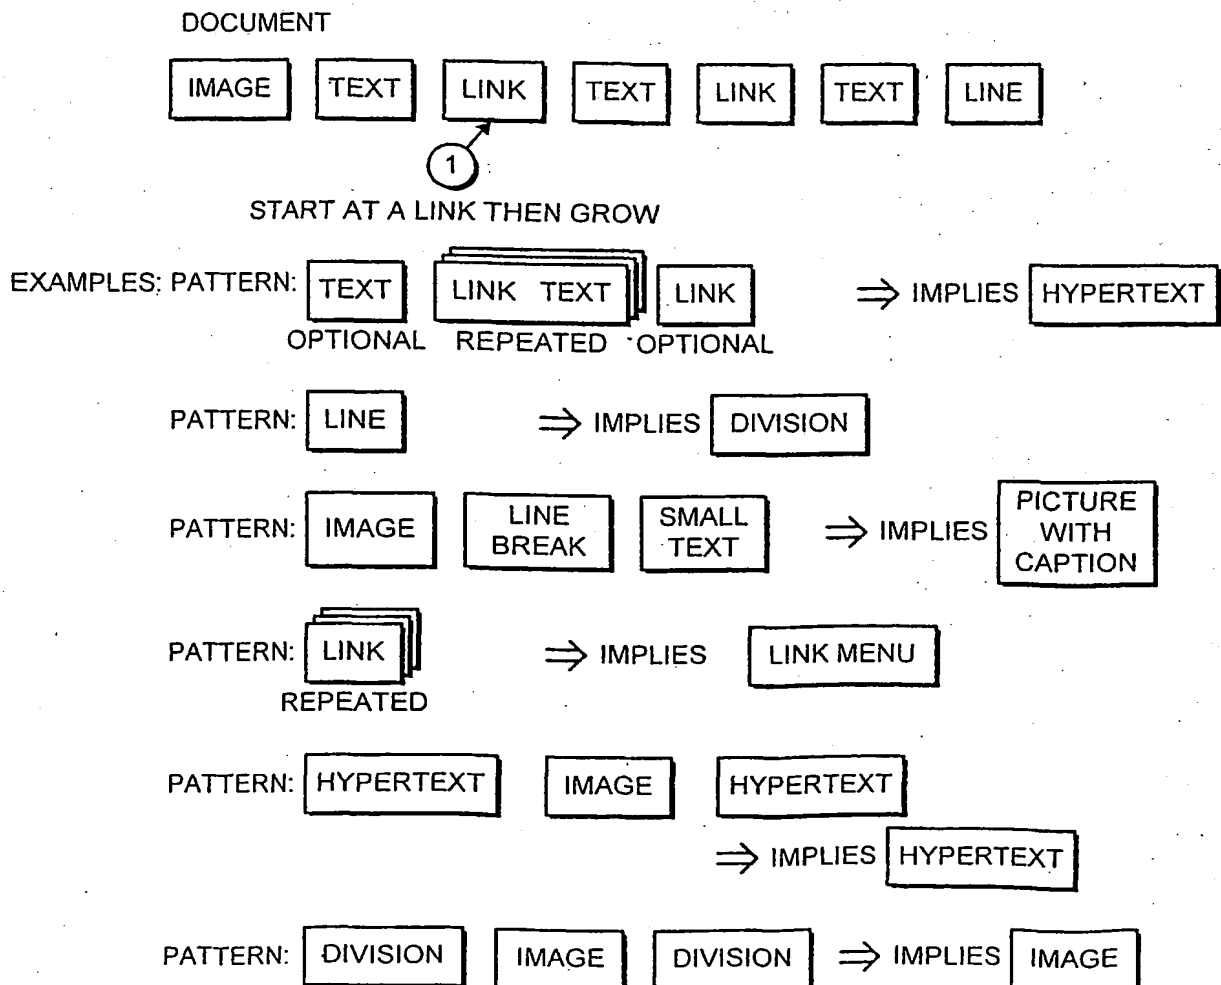 DOCUMENT
IMAGE TEXT LINK TEXT LINK TEXT LINE
1
START AT A LINK THEN GROW
EXAMPLES: PATTERN: TEXT LINK TEXT LINK ⇒ IMPLIES HYPERTEXT
OPTIONAL REPEATED OPTIONAL
PATTERN: LINE ⇒ IMPLIES DIVISION
PATTERN: IMAGE LINE BREAK SMALL TEXT ⇒ IMPLIES PICTURE WITH CAPTION
PATTERN: LINK ⇒ IMPLIES LINK MENU
REPEATED
PATTERN: HYPERTEXT IMAGE HYPERTEXT
⇒ IMPLIES HYPERTEXT
PATTERN: DIVISION IMAGE DIVISION ⇒ IMPLIES IMAGE